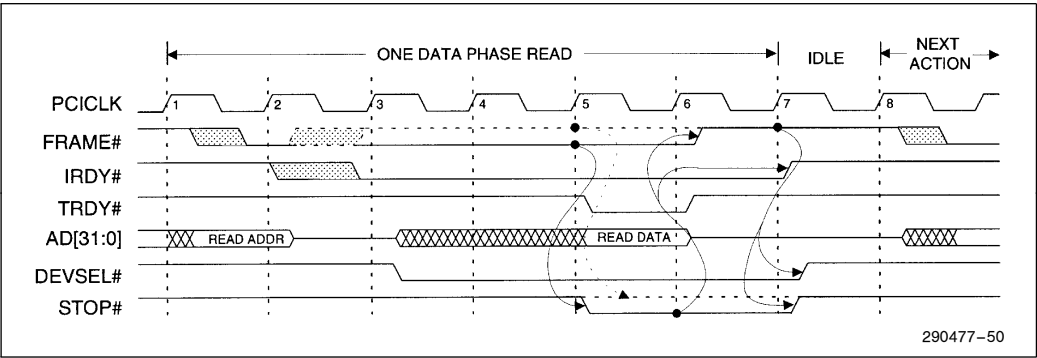 ONE DATA PHASE READ
IDLE
NEXT
ACTION
PCICLK
1 2 3 4 5 6 7 8
FRAME#
IRDY#
TRDY#
AD[31:0] READ ADDR READ DATA
DEVSEL#
STOP#
290477-50